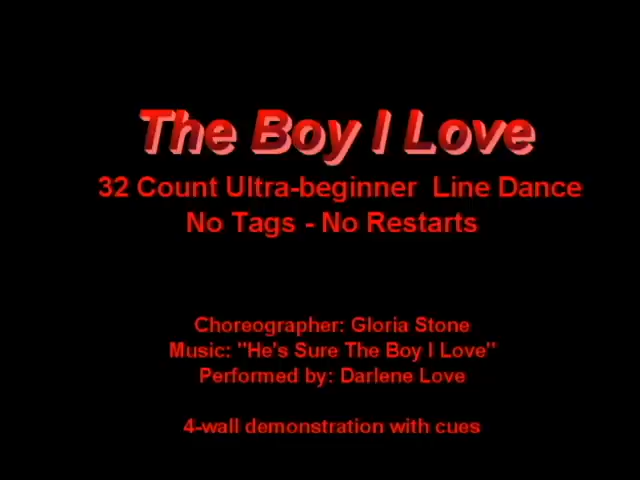 The Boy I Love
32 Count Ultra-beginner Line Dance
No Tags - No Restarts
Choreographer: Gloria Stone
Music: "He's Sure The Boy I Love"
Performed by: Darlene Love
4-wall demonstration with cues